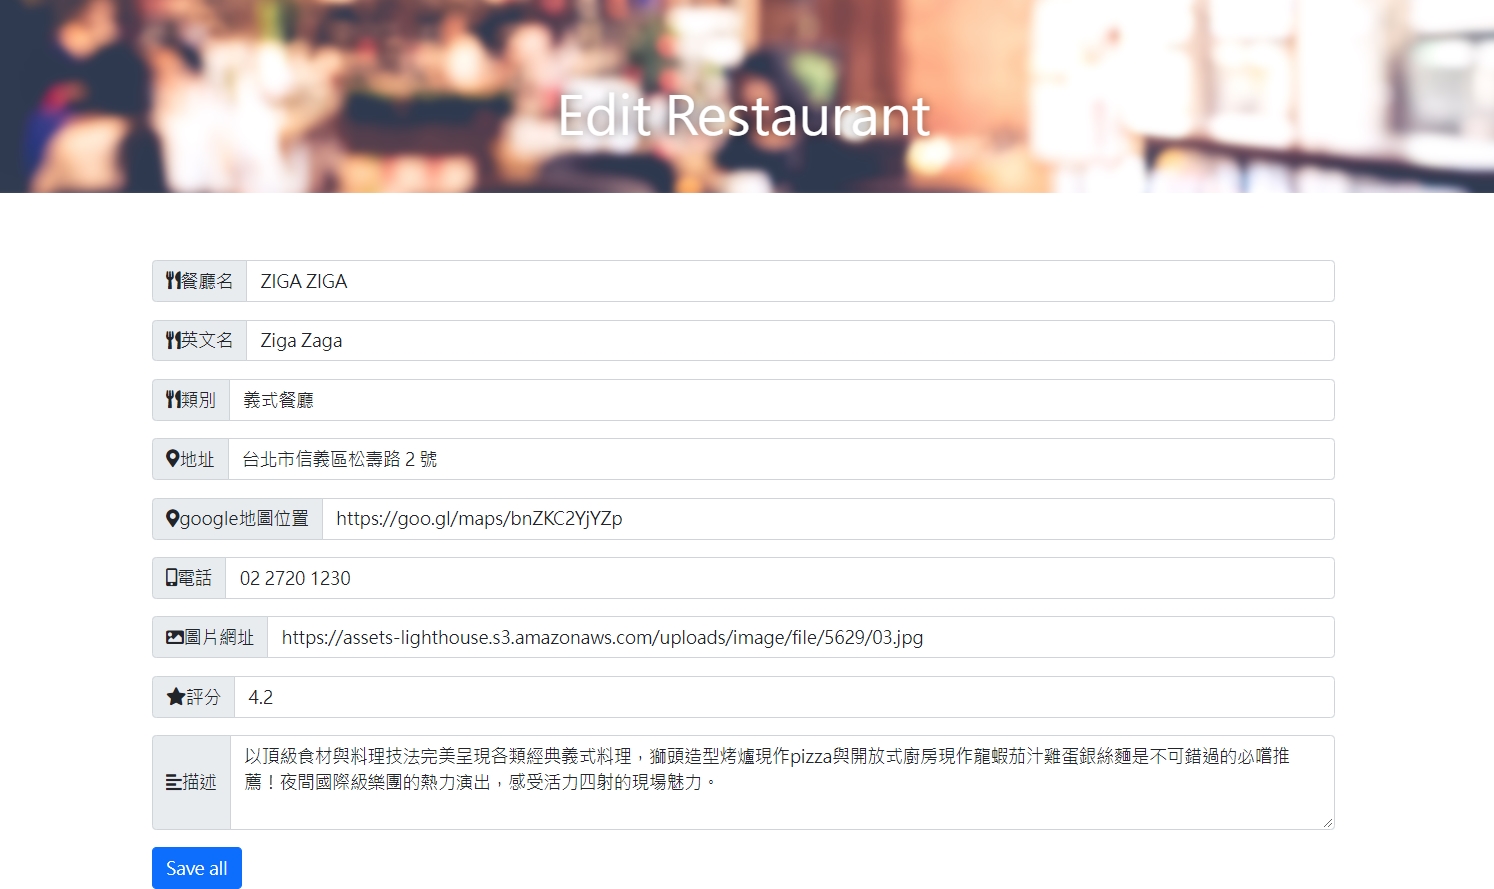 Edit Restaurant
餐廳名 ZIGA ZIGA
英文名 Ziga Zaga
類別 義式餐廳
地址 台北市信義區松壽路 2 號
google地圖位置 https://goo.gl/maps/bnZKC2YjYZp
電話 02 2720 1230
圖片網址 https://assets-lighthouse.s3.amazonaws.com/uploads/image/file/5629/03.jpg
評分 4.2
描述 以頂級食材與料理技法完美呈現各類經典義式料理，獅頭造型烤爐現作pizza與開放式廚房現作龍蝦茄汁雞蛋銀絲麵是不可錯過的必嚐推
薦！夜間國際級樂團的熱力演出，感受活力四射的現場魅力。
Save all